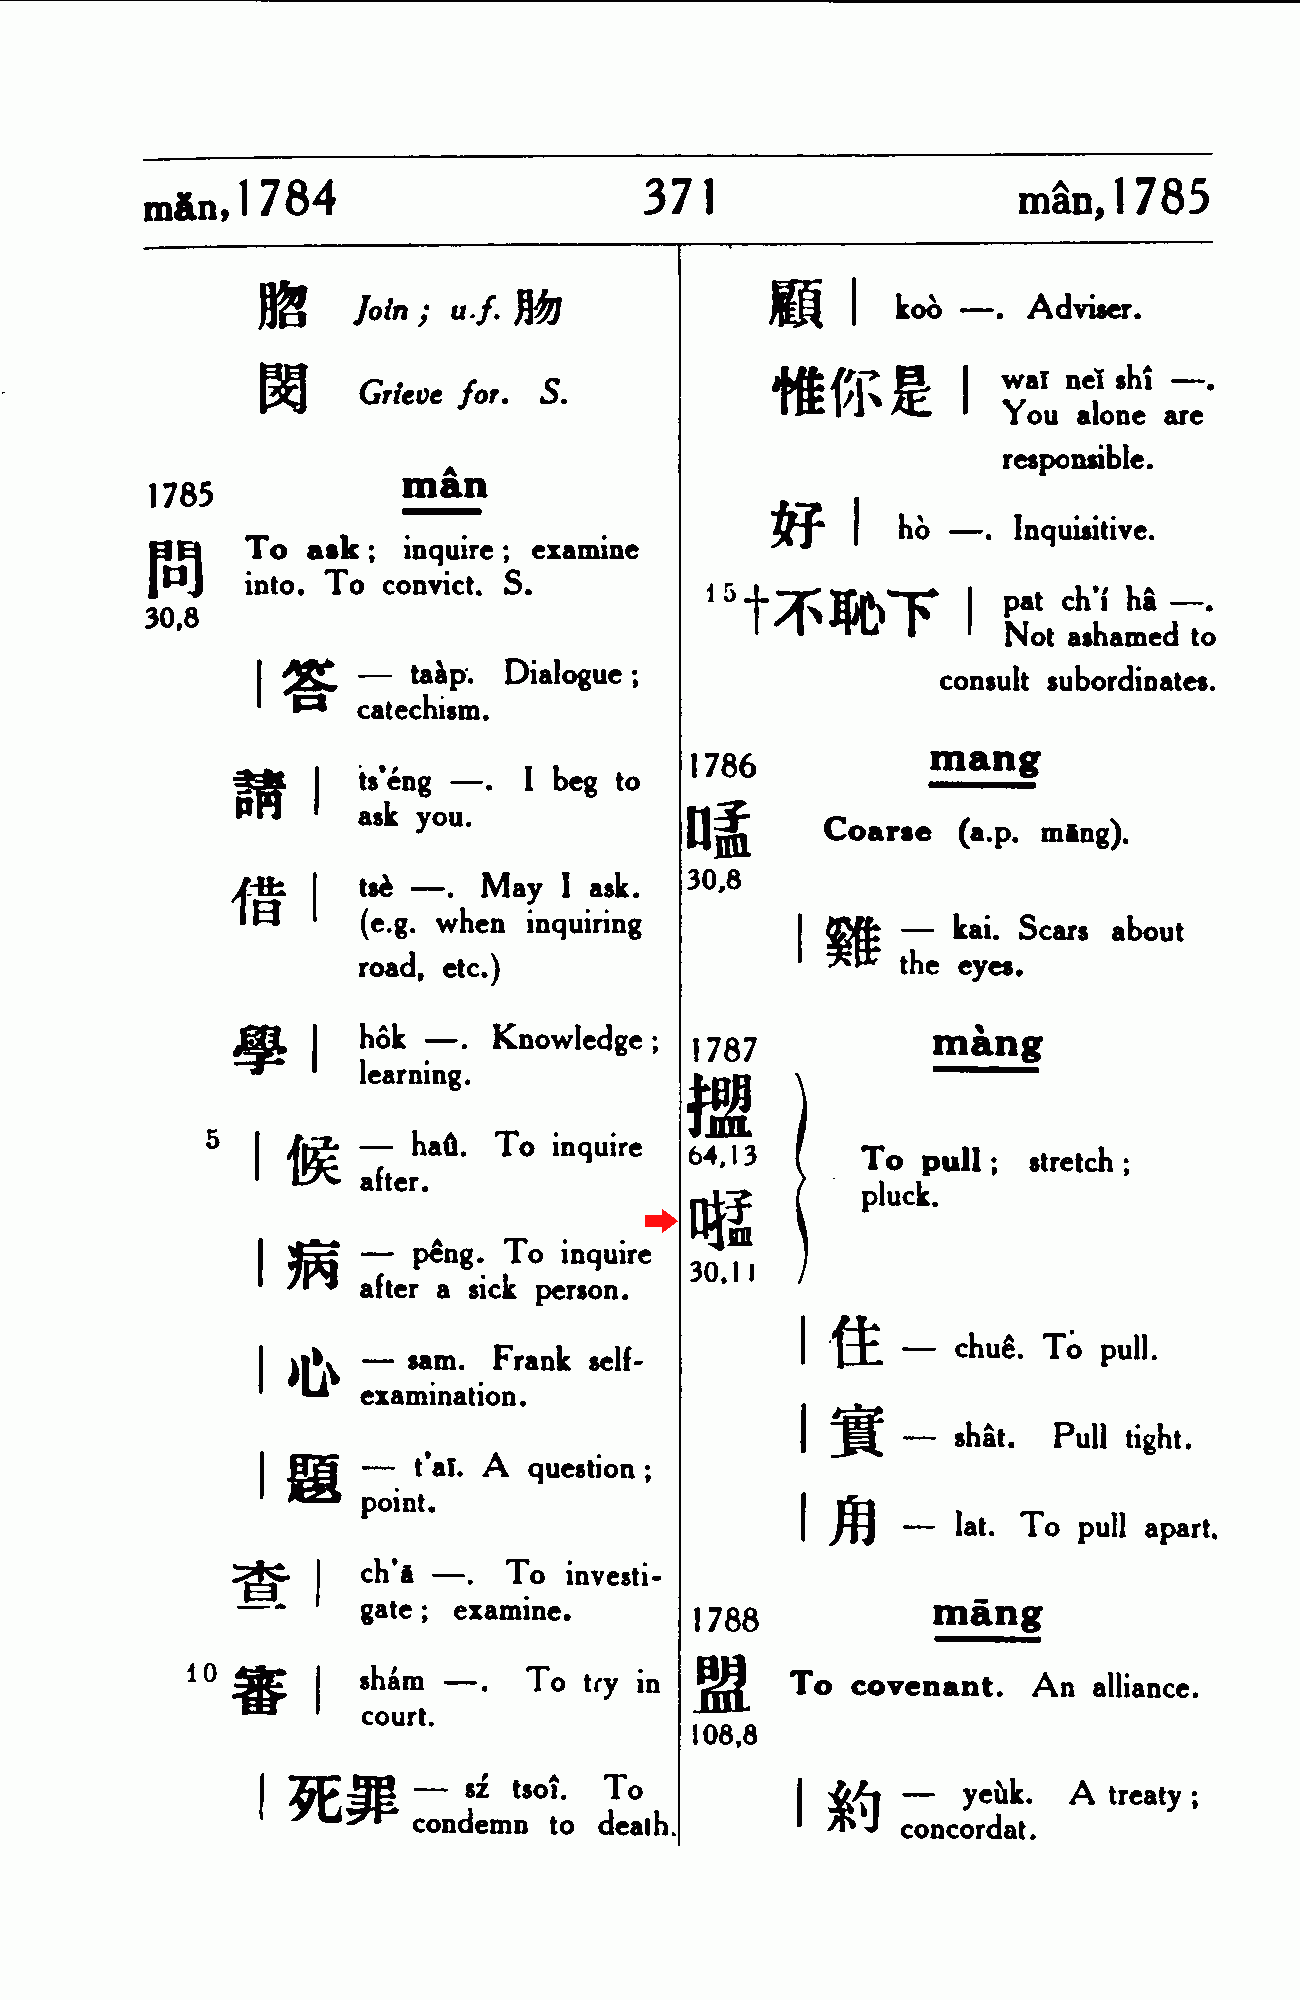 măn, 1784 371 mân, 1785
䐇 Join; u.f. 肳
閔 Grieve for. S.
1785 mân
問 To ask; inquire; examine
into. To convict. S.
30,8
｜答 — taàp. Dialogue;
catechism.
請｜ ts'éng —. I beg to
ask you.
借｜ tsè —. May I ask.
(e.g. when inquiring
road, etc.)
學｜ hôk —. Knowledge;
learning.
5 ｜候 — haû. To inquire
after.
｜病 — pêng. To inquire
after a sick person.
｜心 — sam. Frank self-
examination.
｜題 — t'aī. A question;
point.
查｜ ch'ā —. To investi-
gate; examine.
10 審｜ shám —. To try in
court.
｜死罪 — sź tsoî. To
condemn to death.
顧｜ koò —. Adviser.
惟你是｜ waī neĭ shî —.
You alone are
responsible.
好｜ hò —. Inquisitive.
15 †不恥下｜ pat ch'í hâ —.
Not ashamed to
consult subordinates.
1786 mang
Coarse (a.p. māng).
30,8
｜雞 — kai. Scars about
the eyes.
1787 màng
64,13
To pull; stretch;
pluck.
30,11
｜住 — chuê. To pull.
｜實 — shât. Pull tight.
｜甪 — lat. To pull apart.
1788 māng
盟 To covenant. An alliance.
108,8
｜約 — yeùk. A treaty;
concordat.